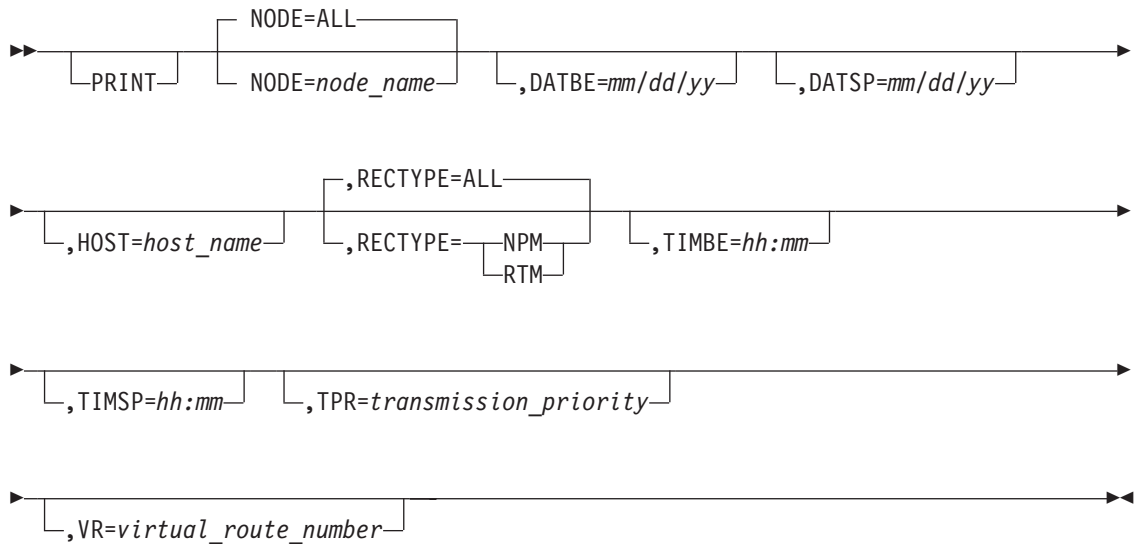 NODE=ALL
PRINT NODE=node_name ,DATBE=mm/dd/yy ,DATSP=mm/dd/yy
,RECTYPE=ALL
,HOST=host_name ,RECTYPE= NPM ,TIMBE=hh:mm
RTM
,TIMSP=hh:mm ,TPR=transmission_priority
,VR=virtual_route_number